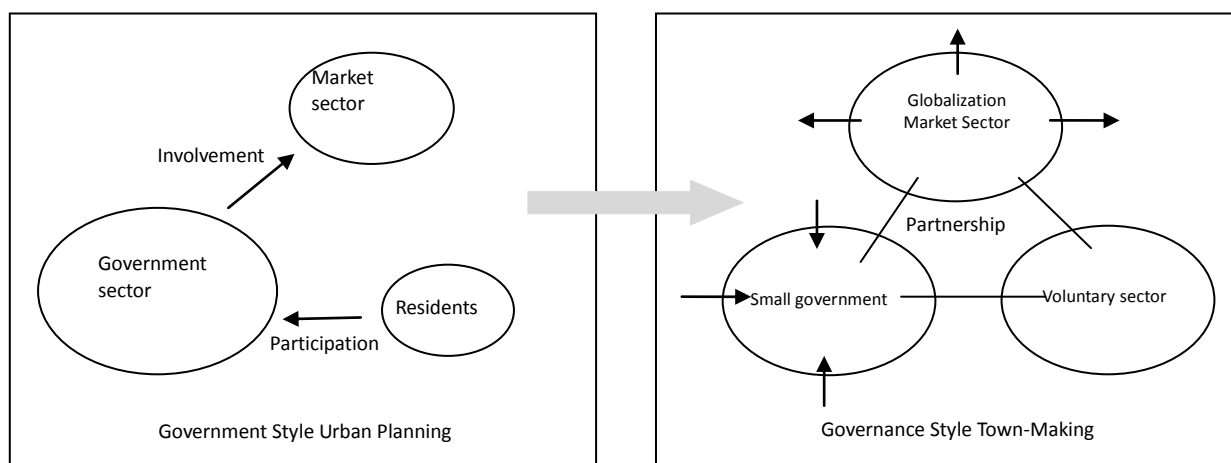 Market
sector
Involvement
Government
sector
Residents
Participation
Government Style Urban Planning
Globalization
Market Sector
Partnership
Small government
Voluntary sector
Governance Style Town-Making